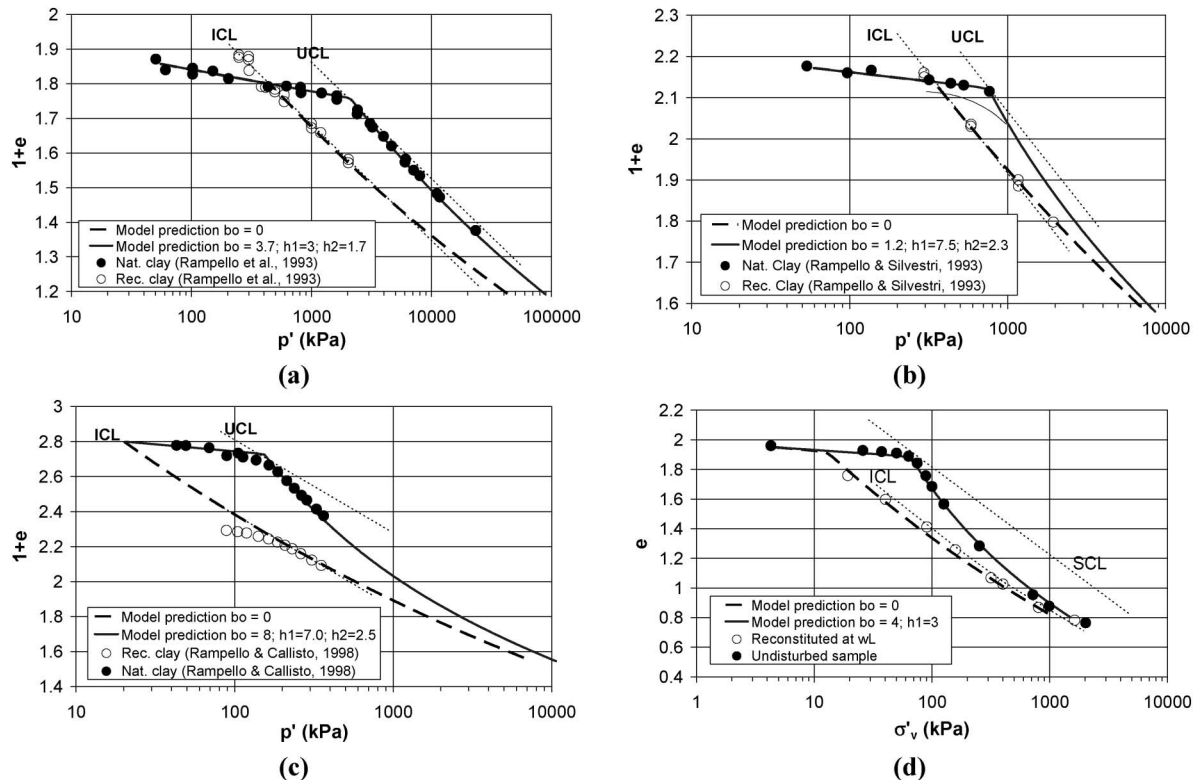 2
1.9
1.8
1.7
1.6
1.5
1.4
1.3
1.2
1+e
ICL
UCL
Model prediction bo = 0
Model prediction bo = 3.7; h1=3; h2=1.7
Nat. clay (Rampello et al., 1993)
Rec. clay (Rampello et al., 1993)
10 100 1000 10000 100000
p' (kPa)
(a)
2.3
2.2
2.1
2
1.9
1.8
1.7
1.6
1+e
ICL
UCL
Model prediction bo = 0
Model prediction bo = 1.2; h1=7.5; h2=2.3
Nat. Clay (Rampello & Silvestri, 1993)
Rec. Clay (Rampello & Silvestri, 1993)
10 100 1000 10000
p' (kPa)
(b)
3
2.8
2.6
2.4
2.2
2
1.8
1.6
1.4
1+e
ICL
UCL
Model prediction bo = 0
Model prediction bo = 8; h1=7.0; h2=2.5
Rec. clay (Rampello & Callisto, 1998)
Nat. clay (Rampello & Callisto, 1998)
10 100 1000 10000
p' (kPa)
(c)
2.2
2
1.8
1.6
1.4
1.2
1
0.8
0.6
0.4
e
ICL
SCL
Model prediction bo = 0
Model prediction bo = 4; h1=3
Reconstituted at wL
Undisturbed sample
1 10 100 1000 10000
σ'v (kPa)
(d)